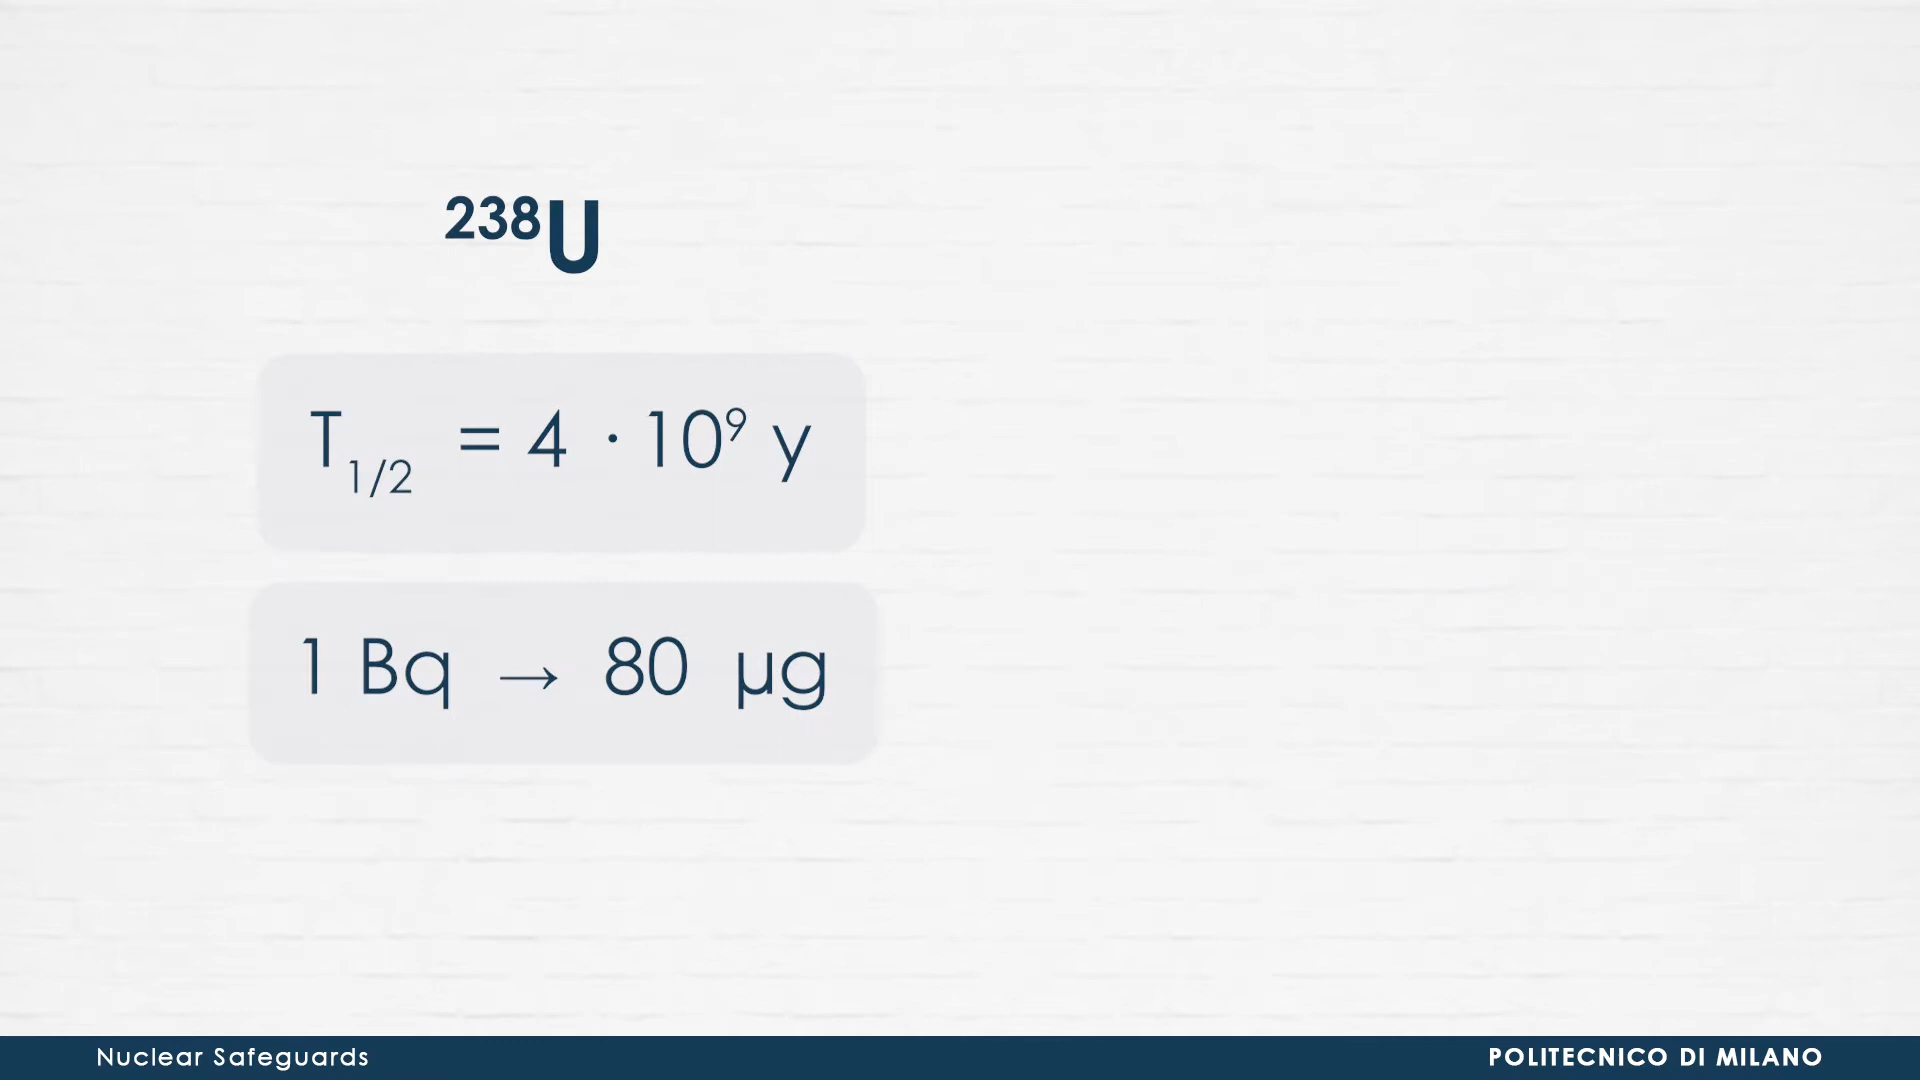 ²³⁸U
T₁/₂ = 4 · 10⁹ y
1 Bq → 80 µg
Nuclear Safeguards
POLITECNICO DI MILANO